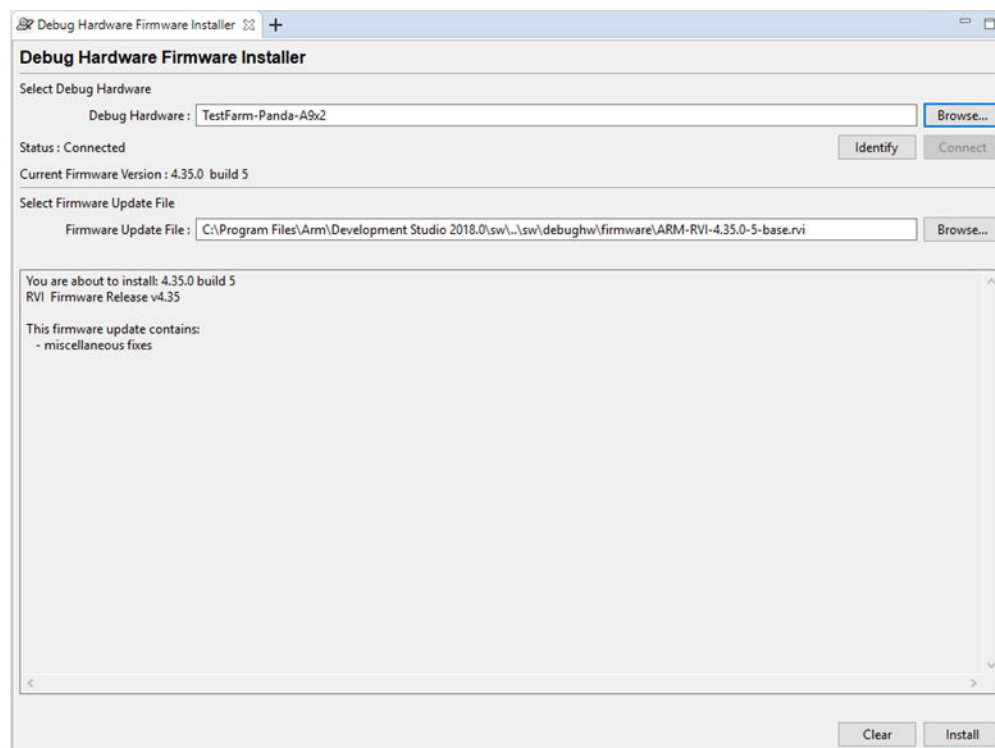 Debug Hardware Firmware Installer
Debug Hardware Firmware Installer
Select Debug Hardware
Debug Hardware : TestFarm-Panda-A9x2 Browse...
Status : Connected Identify Connect
Current Firmware Version : 4.35.0 build 5
Select Firmware Update File
Firmware Update File : C:\Program Files\Arm\Development Studio 2018.0\sw\..\sw\debughw\firmware\ARM-RVI-4.35.0-5-base.rvi Browse...
You are about to install: 4.35.0 build 5
RVI Firmware Release v4.35
This firmware update contains:
- miscellaneous fixes
Clear Install